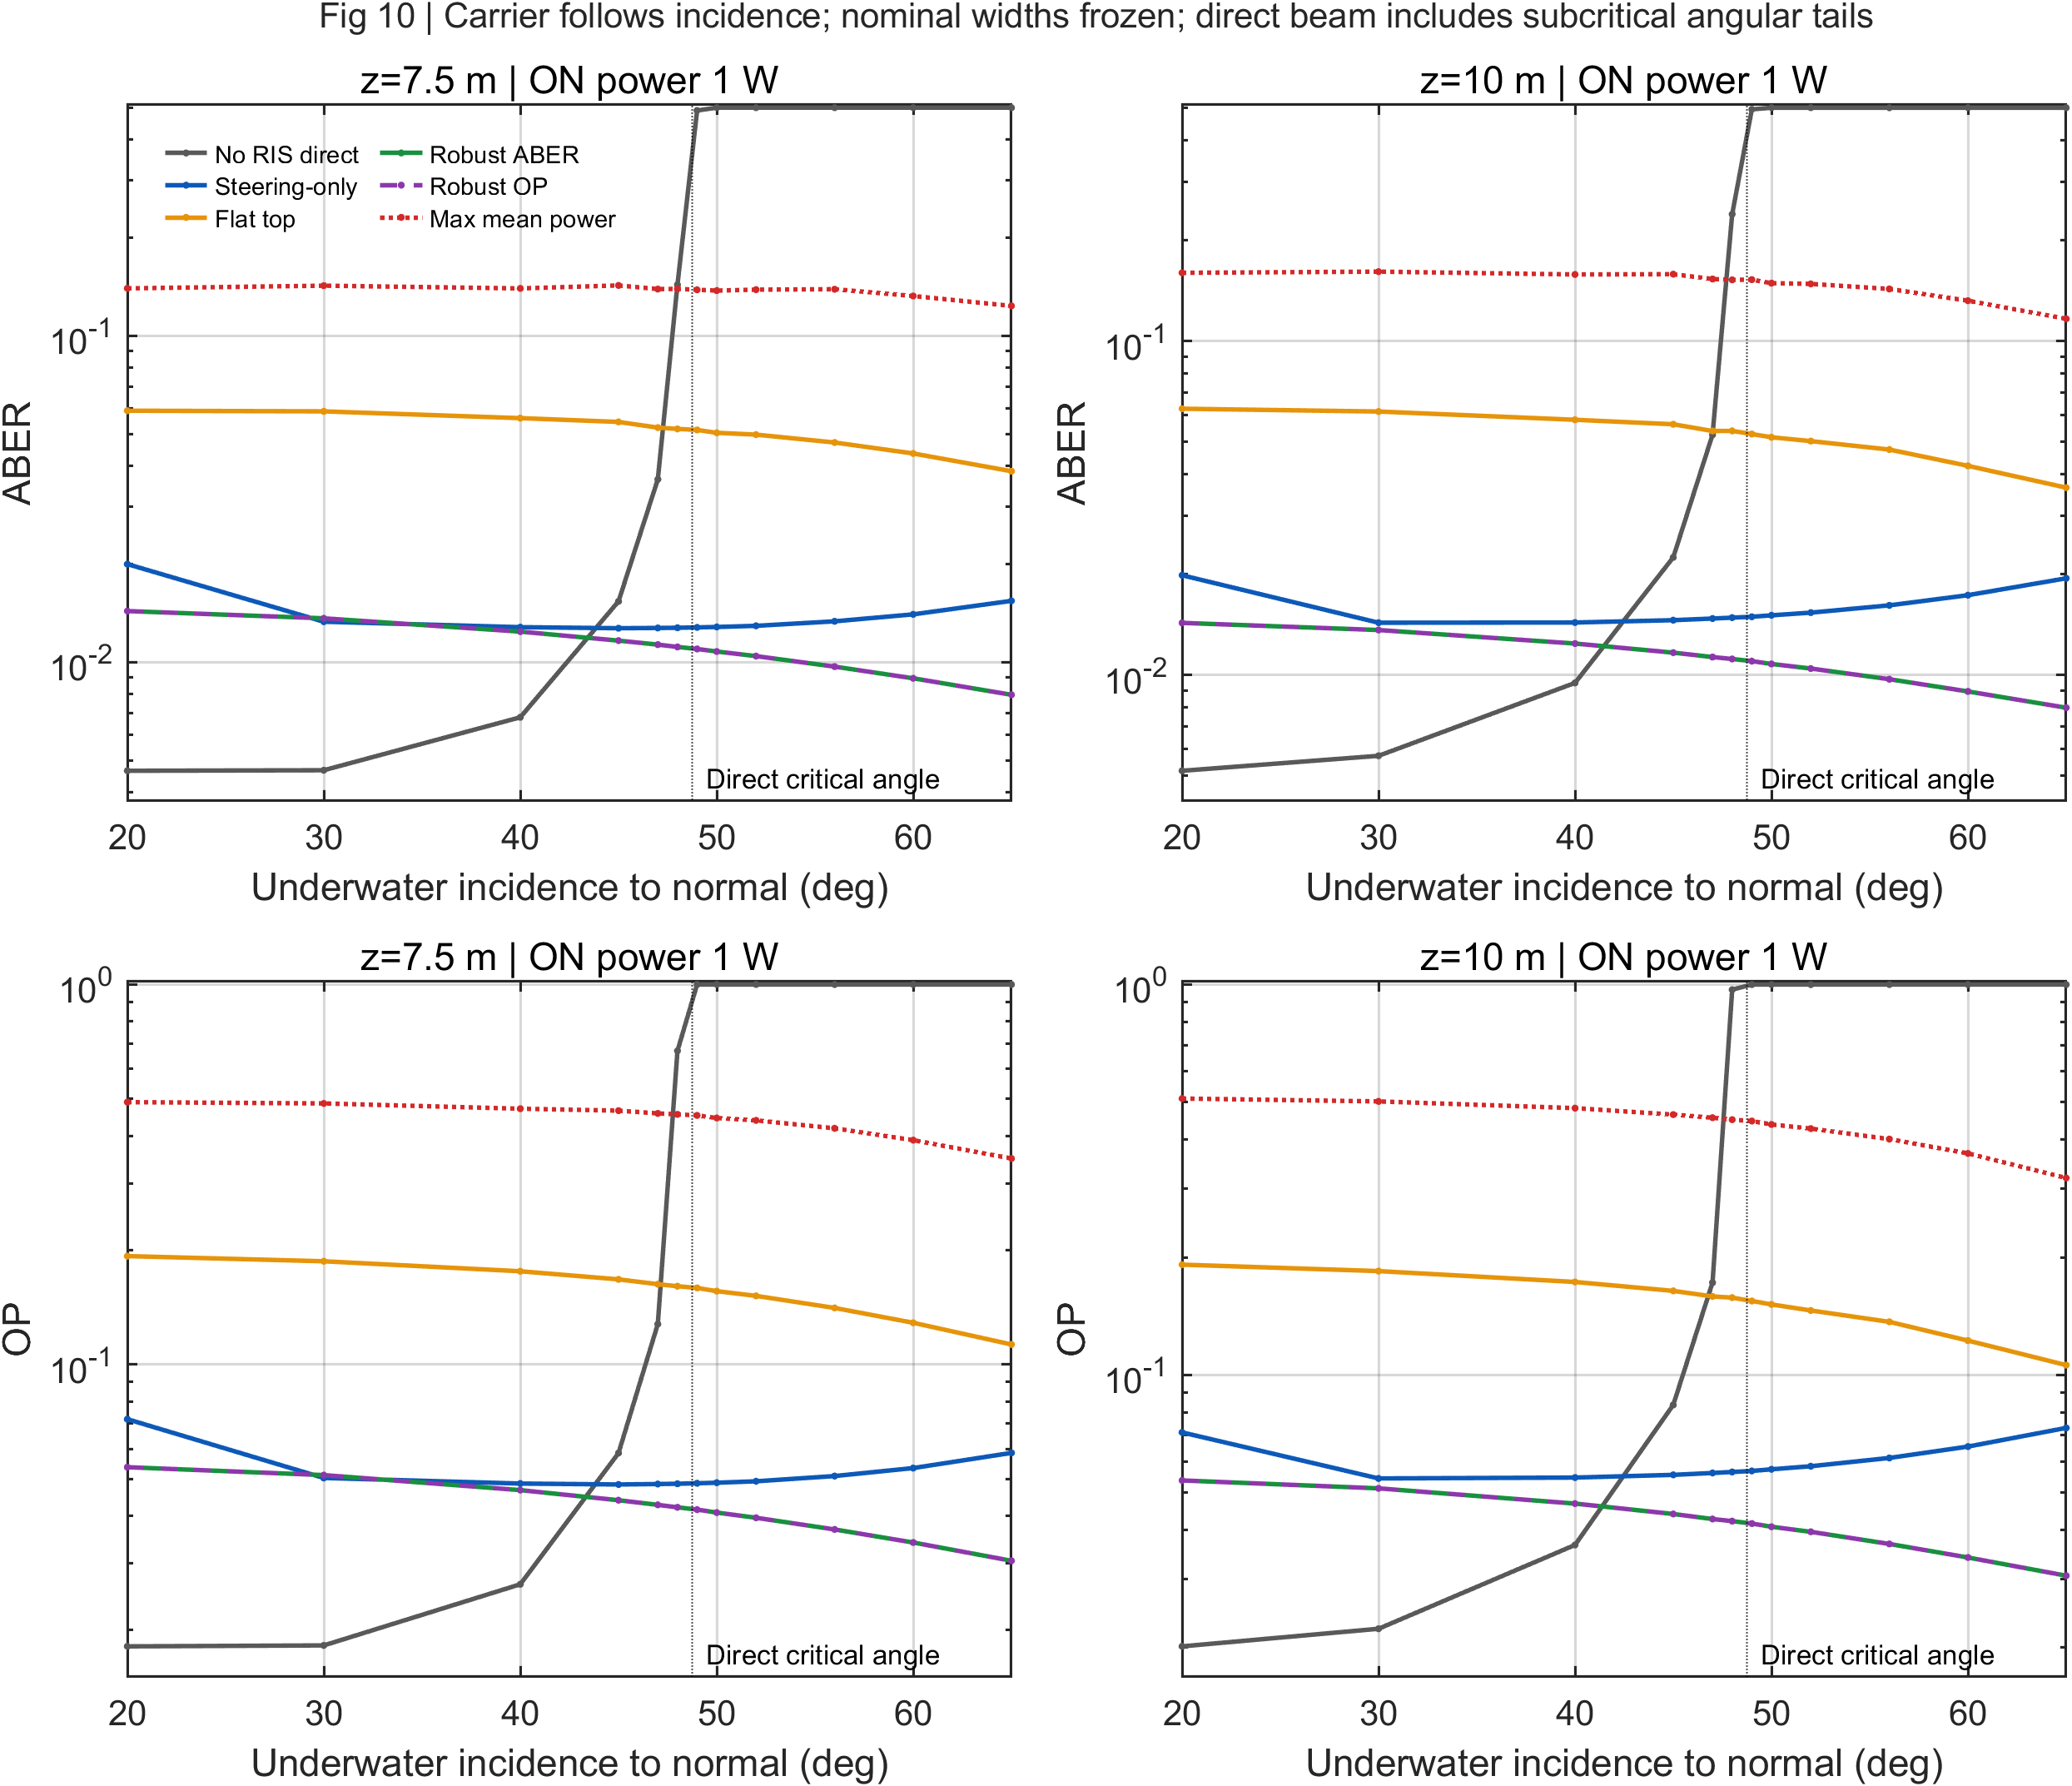 Fig 10 | Carrier follows incidence; nominal widths frozen; direct beam includes subcritical angular tails
z=7.5 m | ON power 1 W
No RIS direct
Steering-only
Flat top
Robust ABER
Robust OP
Max mean power
10^-1
10^-2
ABER
Direct critical angle
20 30 40 50 60
Underwater incidence to normal (deg)
z=10 m | ON power 1 W
10^-1
10^-2
ABER
Direct critical angle
20 30 40 50 60
Underwater incidence to normal (deg)
z=7.5 m | ON power 1 W
10^0
10^-1
OP
Direct critical angle
20 30 40 50 60
Underwater incidence to normal (deg)
z=10 m | ON power 1 W
10^0
10^-1
OP
Direct critical angle
20 30 40 50 60
Underwater incidence to normal (deg)